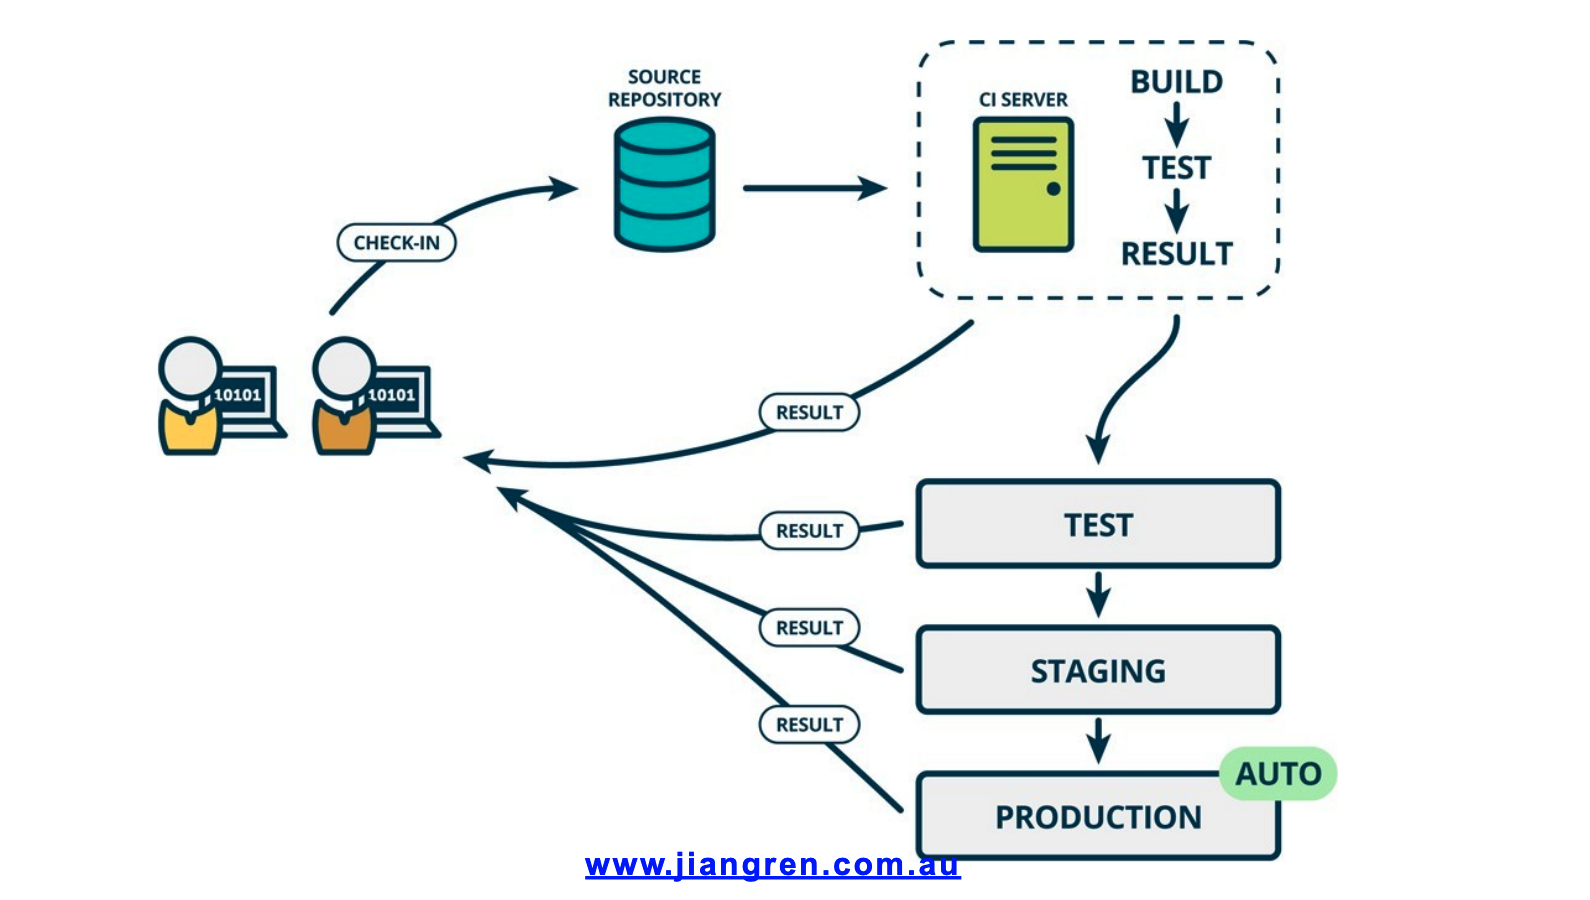 SOURCE
REPOSITORY
CI SERVER
BUILD
TEST
RESULT
CHECK-IN
10101
10101
RESULT
RESULT
RESULT
RESULT
TEST
STAGING
PRODUCTION
AUTO
www.jiangren.com.au